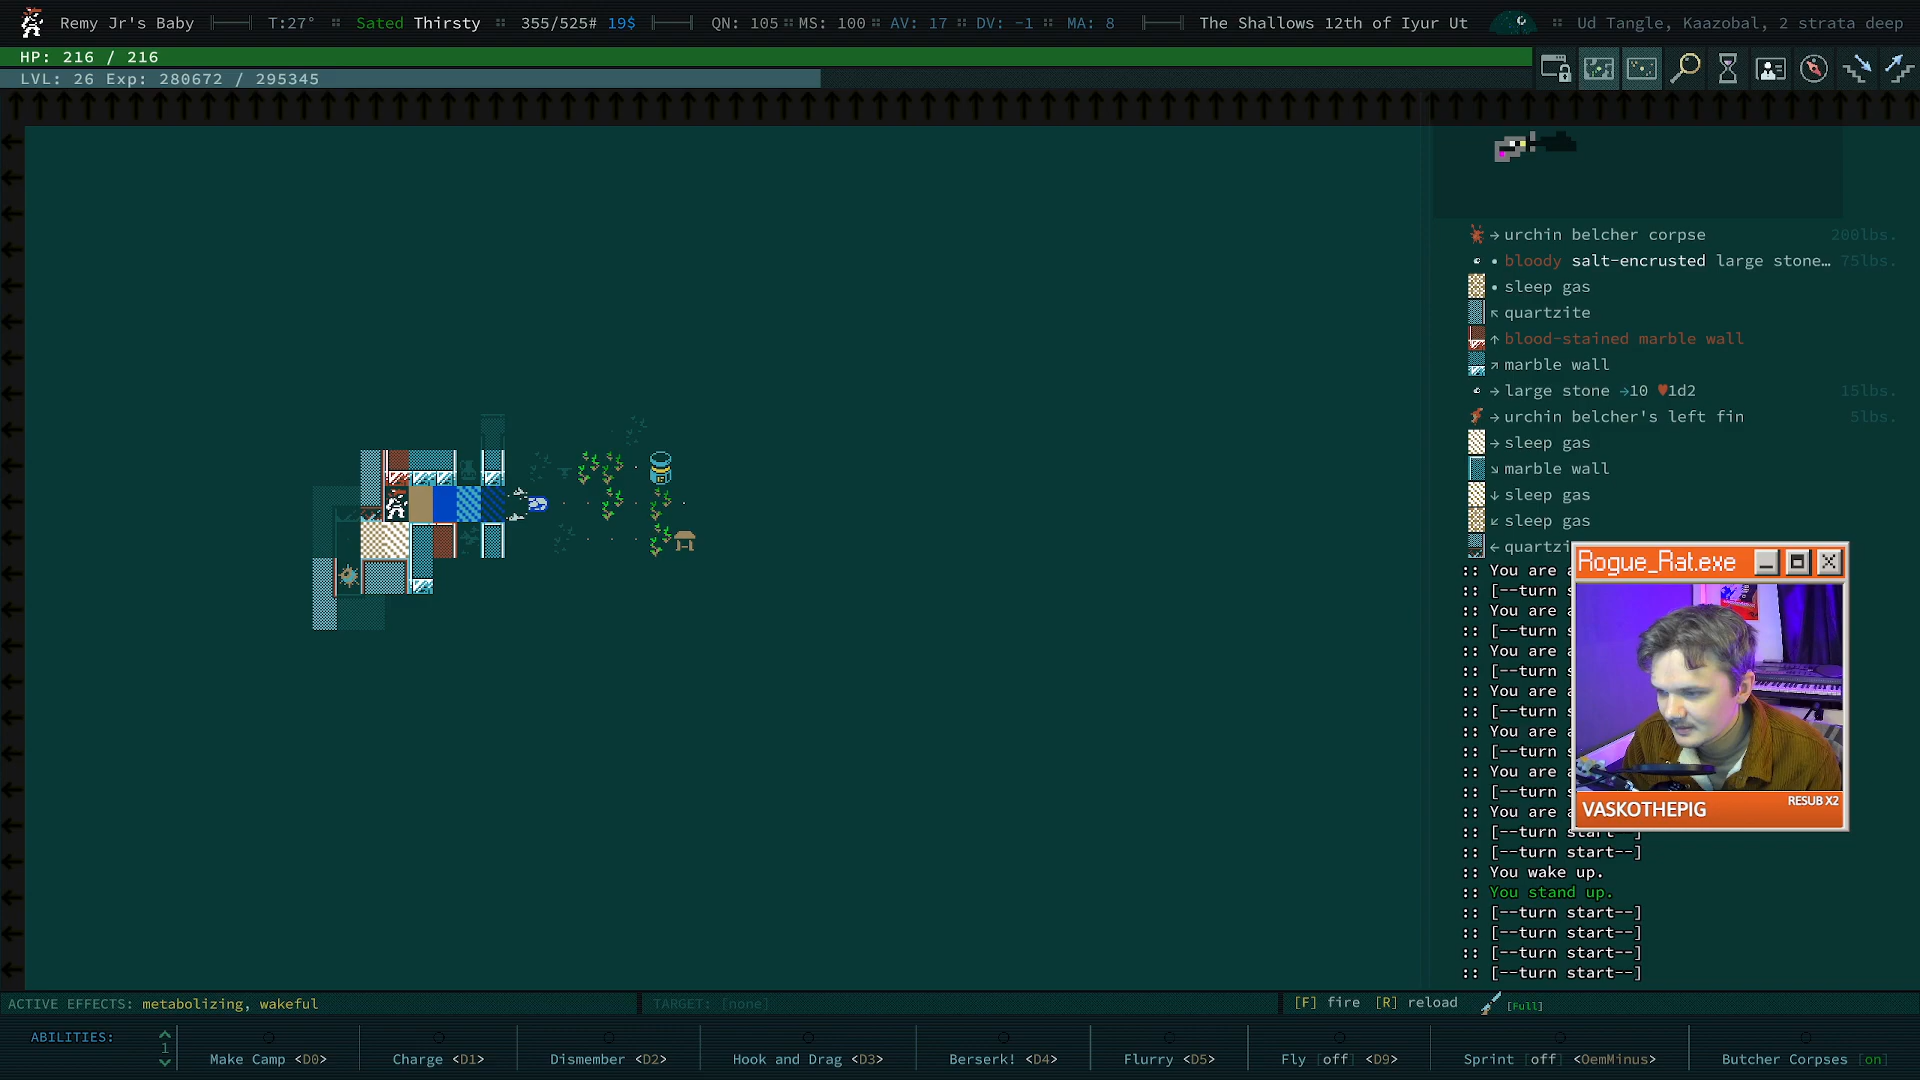 Remy Jr's Baby T:27° Sated Thirsty 355/525# 19$ QN: 105 MS: 100 AV: 17 DV: -1 MA: 8 The Shallows 12th of Iyur Ut Ud Tangle, Kaazobal, 2 strata deep
HP: 216 / 216
LVL: 26 Exp: 280672 / 295345
urchin belcher corpse 200lbs.
bloody salt-encrusted large stone… 75lbs.
sleep gas
quartzite
blood-stained marble wall
marble wall
large stone →10 ♥1d2 15lbs.
urchin belcher's left fin 5lbs.
sleep gas
marble wall
sleep gas
sleep gas
quartzi
:: You are
:: [--turn s
:: You are
:: [--turn s
:: You are
:: [--turn s
:: You are
:: [--turn s
:: You are
:: [--turn s
:: You are
:: [--turn s
:: You are
:: [--turn start--]
:: [--turn start--]
:: You wake up.
:: You stand up.
:: [--turn start--]
:: [--turn start--]
:: [--turn start--]
:: [--turn start--]
Rogue_Rat.exe
VASKOTHEPIG RESUB X2
ACTIVE EFFECTS: metabolizing, wakeful TARGET: [none] [F] fire [R] reload [Full]
ABILITIES: 1 Make Camp <D0> Charge <D1> Dismember <D2> Hook and Drag <D3> Berserk! <D4> Flurry <D5> Fly [off] <D9> Sprint [off] <OemMinus> Butcher Corpses [on]